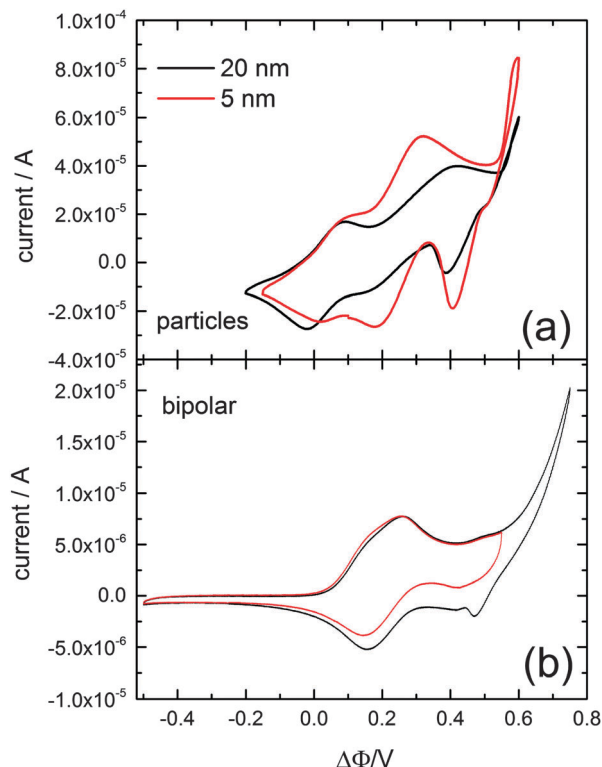 1.0x10⁻⁴
8.0x10⁻⁵
6.0x10⁻⁵
4.0x10⁻⁵
2.0x10⁻⁵
0.0
-2.0x10⁻⁵
-4.0x10⁻⁵
current / A
20 nm
5 nm
particles
(a)
2.0x10⁻⁵
1.5x10⁻⁵
1.0x10⁻⁵
5.0x10⁻⁶
0.0
-5.0x10⁻⁶
-1.0x10⁻⁵
current / A
bipolar
(b)
-0.4 -0.2 0.0 0.2 0.4 0.6 0.8
ΔΦ/V